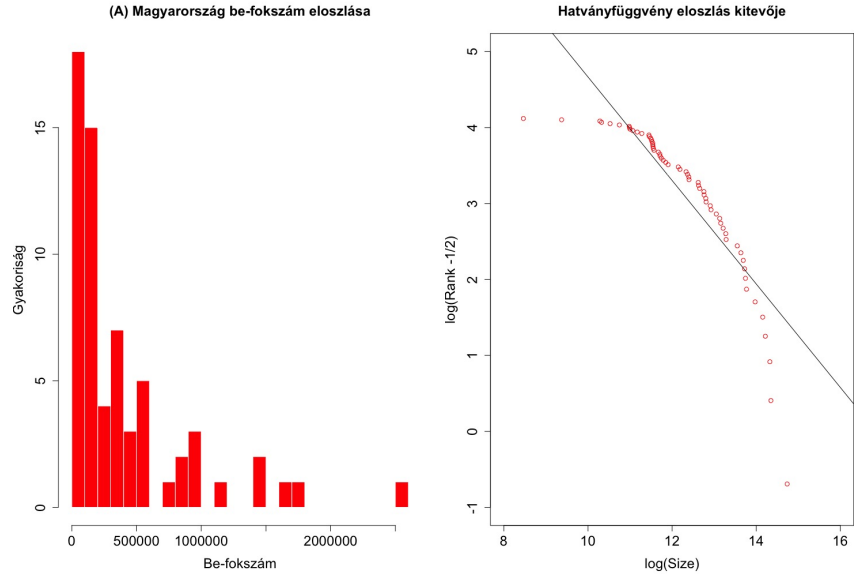 (A) Magyarország be-fokszám eloszlása
Gyakoriság
15
10
5
0
0 500000 1000000 2000000
Be-fokszám
Hatványfüggvény eloszlás kitevője
log(Rank -1/2)
5
4
3
2
1
0
-1
8 10 12 14 16
log(Size)